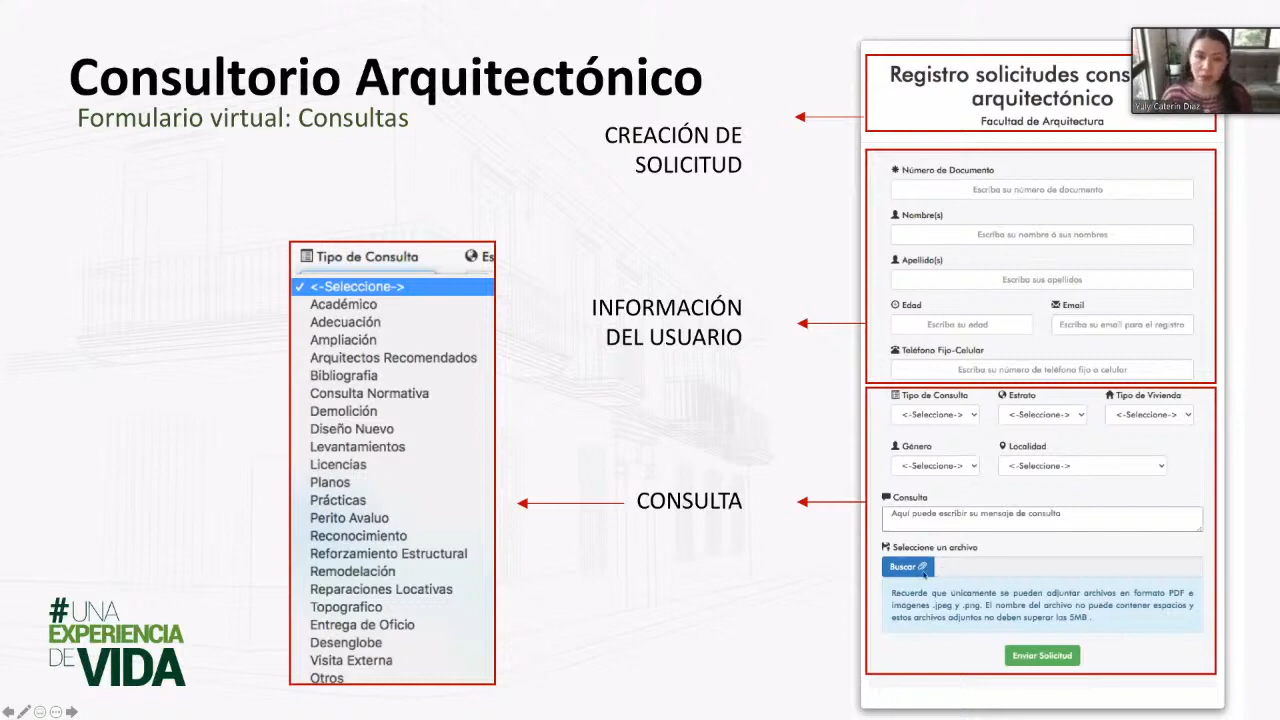 Consultorio Arquitectónico
Formulario virtual: Consultas
CREACIÓN DE
SOLICITUD
INFORMACIÓN
DEL USUARIO
CONSULTA
Tipo de Consulta Es
✓ <-Seleccione->
Académico
Adecuación
Ampliación
Arquitectos Recomendados
Bibliografia
Consulta Normativa
Demolición
Diseño Nuevo
Levantamientos
Licencias
Planos
Prácticas
Perito Avaluo
Reconocimiento
Reforzamiento Estructural
Remodelación
Reparaciones Locativas
Topografico
Entrega de Oficio
Desenglobe
Visita Externa
Otros
#UNA
EXPERIENCIA
DE VIDA
Registro solicitudes cons
arquitectónico
Facultad de Arquitectura
Yuly Caterin Diaz
Número de Documento
Escriba su número de documento
Nombre(s)
Escriba su nombre ó sus nombres
Apellido(s)
Escriba sus apellidos
Edad Email
Escriba su edad Escriba su email para el registro
Teléfono Fijo-Celular
Escriba su número de teléfono fijo o celular
Tipo de Consulta Estrato Tipo de Vivienda
<-Seleccione-> <-Seleccione-> <-Seleccione->
Género Localidad
<-Seleccione-> <-Seleccione->
Consulta
Aquí puede escribir su mensaje de consulta
Seleccione un archivo
Buscar
Recuerde que unicamente se pueden adjuntar archivos en formato PDF e
imagenes .jpeg y .png. El nombre del archivo no puede contener espacios y
estos archivos adjuntos no deben superar las 5MB .
Enviar Solicitud